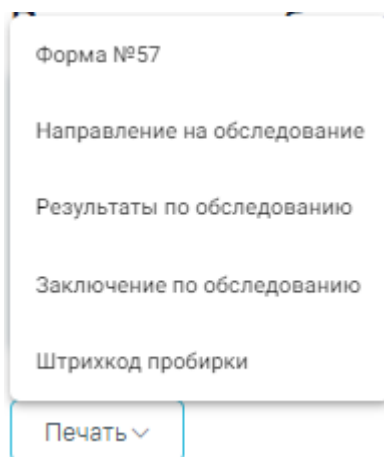 Форма №57
Направление на обследование
Результаты по обследованию
Заключение по обследованию
Штрихкод пробирки
Печать